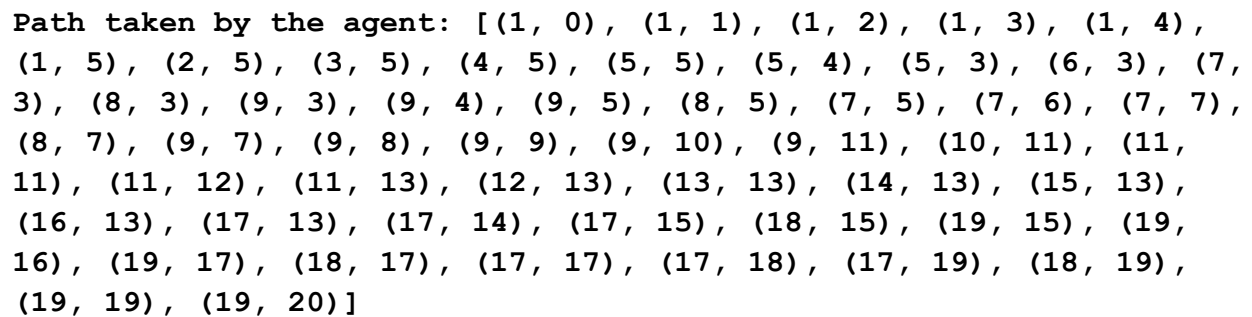 Path taken by the agent: [(1, 0), (1, 1), (1, 2), (1, 3), (1, 4),
(1, 5), (2, 5), (3, 5), (4, 5), (5, 5), (5, 4), (5, 3), (6, 3), (7,
3), (8, 3), (9, 3), (9, 4), (9, 5), (8, 5), (7, 5), (7, 6), (7, 7),
(8, 7), (9, 7), (9, 8), (9, 9), (9, 10), (9, 11), (10, 11), (11,
11), (11, 12), (11, 13), (12, 13), (13, 13), (14, 13), (15, 13),
(16, 13), (17, 13), (17, 14), (17, 15), (18, 15), (19, 15), (19,
16), (19, 17), (18, 17), (17, 17), (17, 18), (17, 19), (18, 19),
(19, 19), (19, 20)]